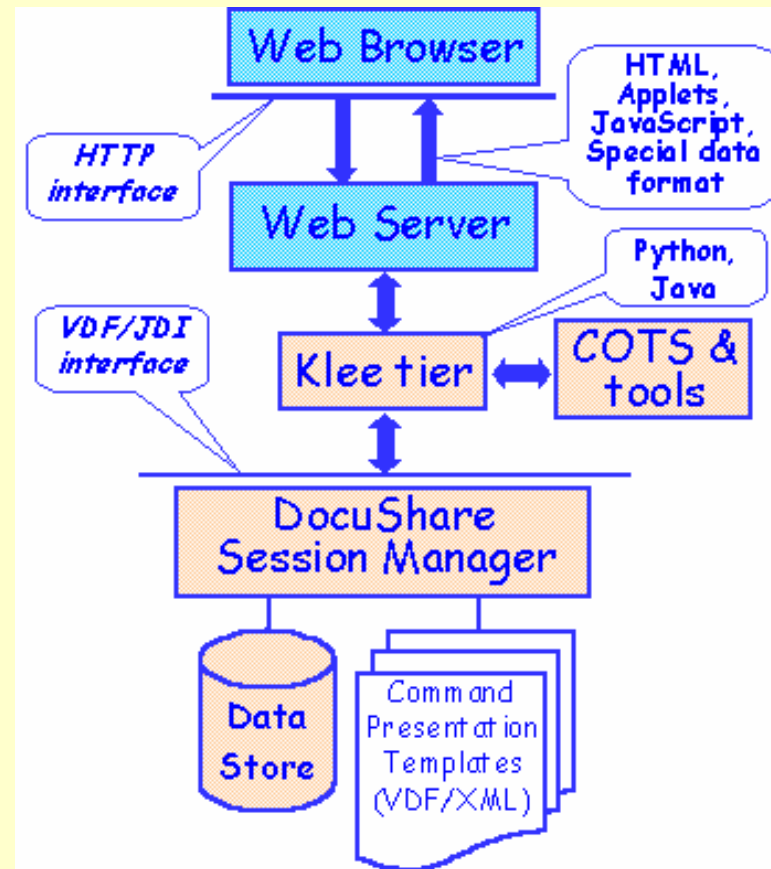 Web Browser
HTML,
Applets,
JavaScript,
Special data
format
HTTP
interface
Web Server
Python,
Java
VDF/JDI
interface
Klee tier
COTS &
tools
DocuShare
Session Manager
Data
Store
Command
Presentation
Templates
(VDF/XML)